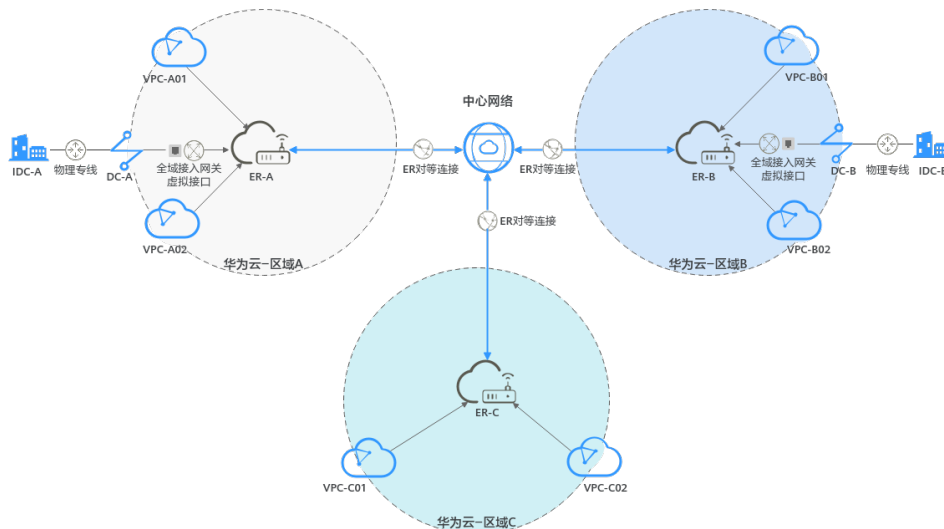 VPC-A01
VPC-B01
中心网络
IDC-A
物理专线
DC-A
全域接入网关
虚拟接口
ER-A
ER对等连接
ER对等连接
ER-B
全域接入网关
虚拟接口
DC-B
物理专线
VPC-A02
ER对等连接
VPC-B02
华为云-区域A
华为云-区域B
ER-C
VPC-C01
VPC-C02
华为云-区域C